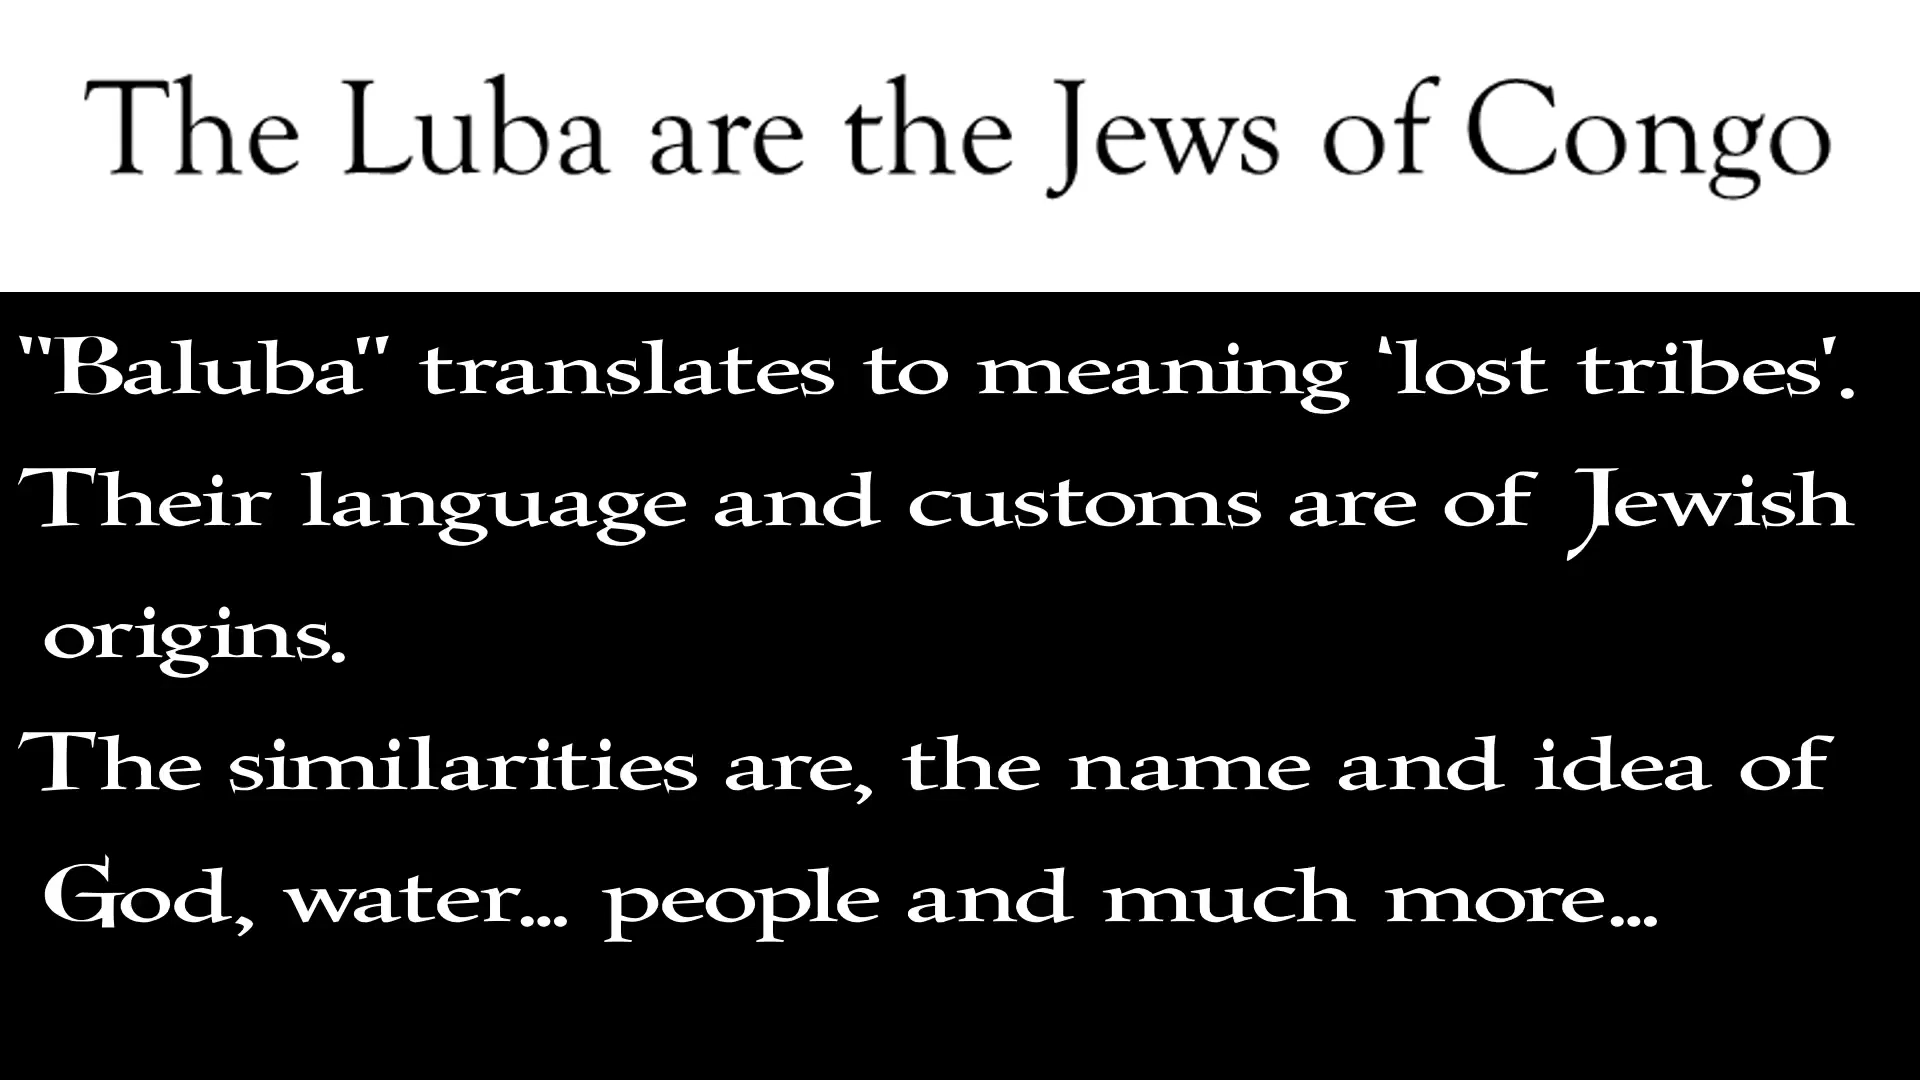 The Luba are the Jews of Congo
"Baluba" translates to meaning 'lost tribes'.
Their language and customs are of Jewish
origins.
The similarities are, the name and idea of
God, water... people and much more...